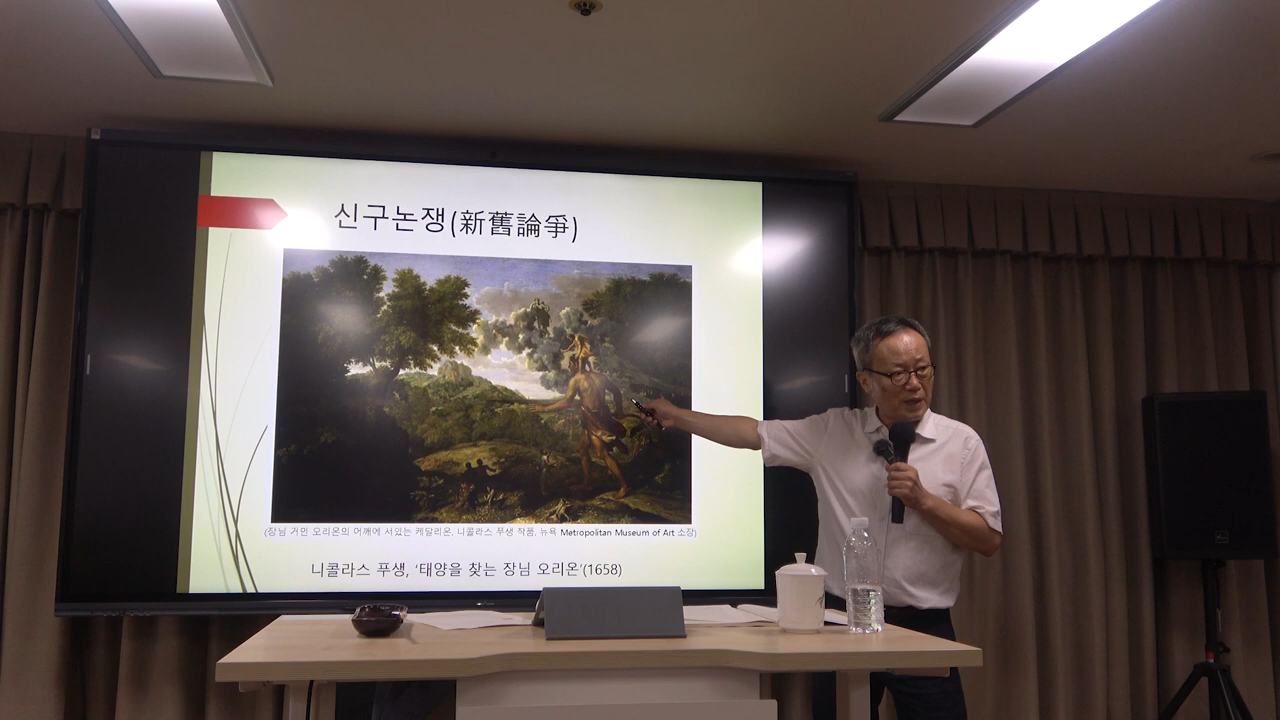 신구논쟁(新舊論爭)
(장님 거인 오리온의 어깨에 서있는 케달리온, 니콜라스 푸생 작품, 뉴욕 Metropolitan Museum of Art 소장)
니콜라스 푸생, ‘태양을 찾는 장님 오리온’(1658)